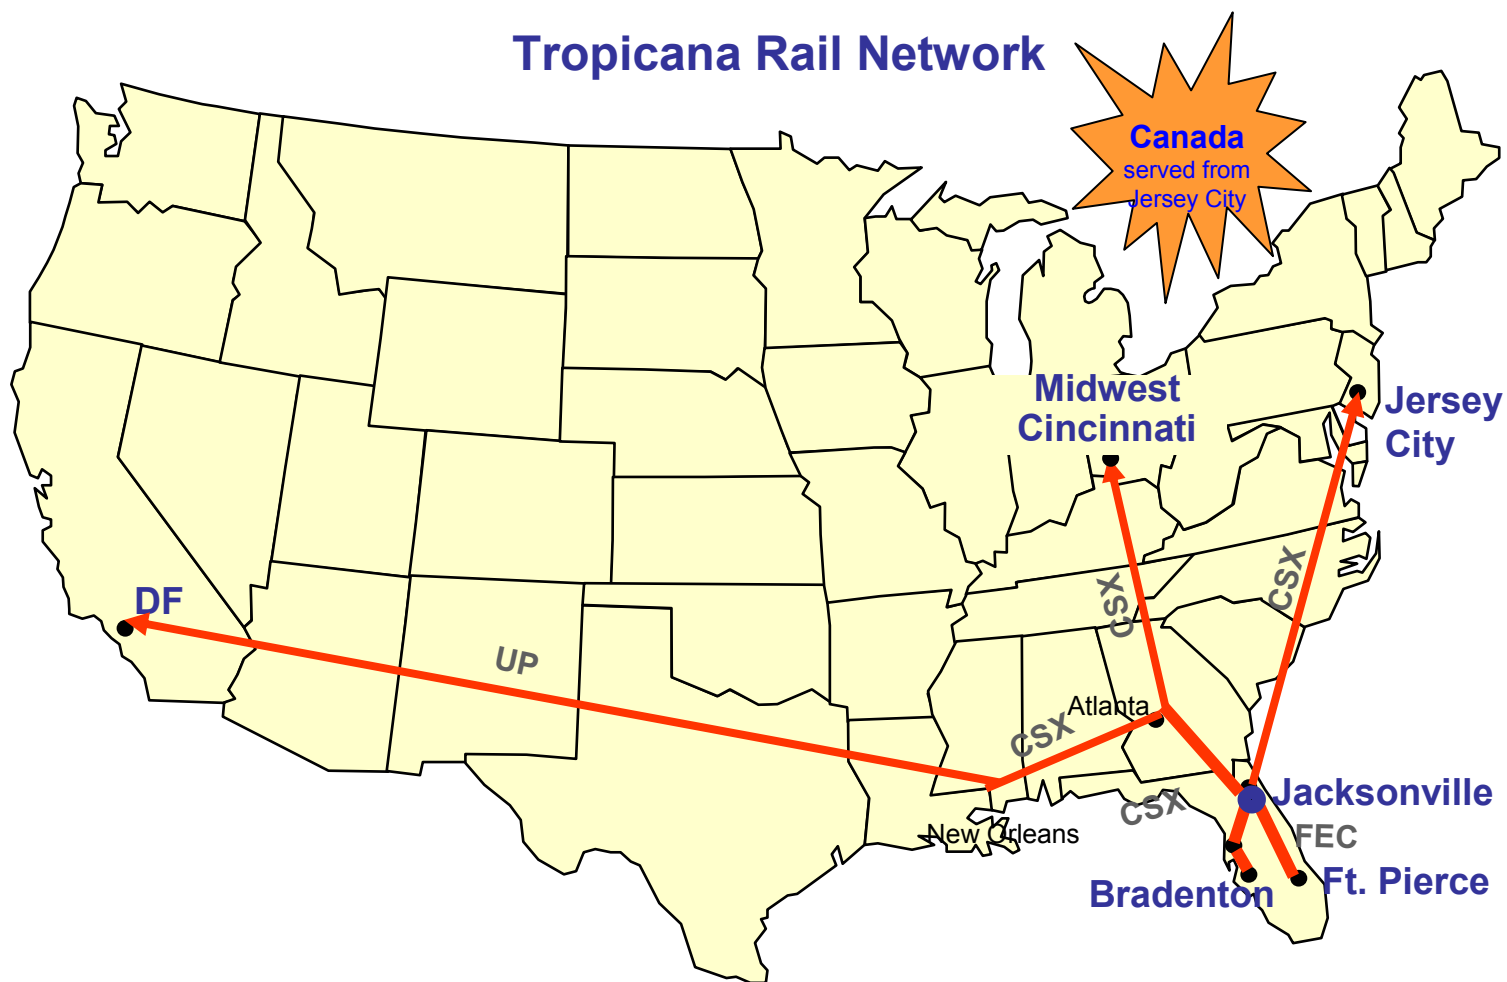 Tropicana Rail Network
Canada
served from
Jersey City
Midwest
Cincinnati
Jersey
City
DF
UP
CSX
CSX
CSX
Atlanta
CSX
Jacksonville
New Orleans
FEC
Bradenton
Ft. Pierce